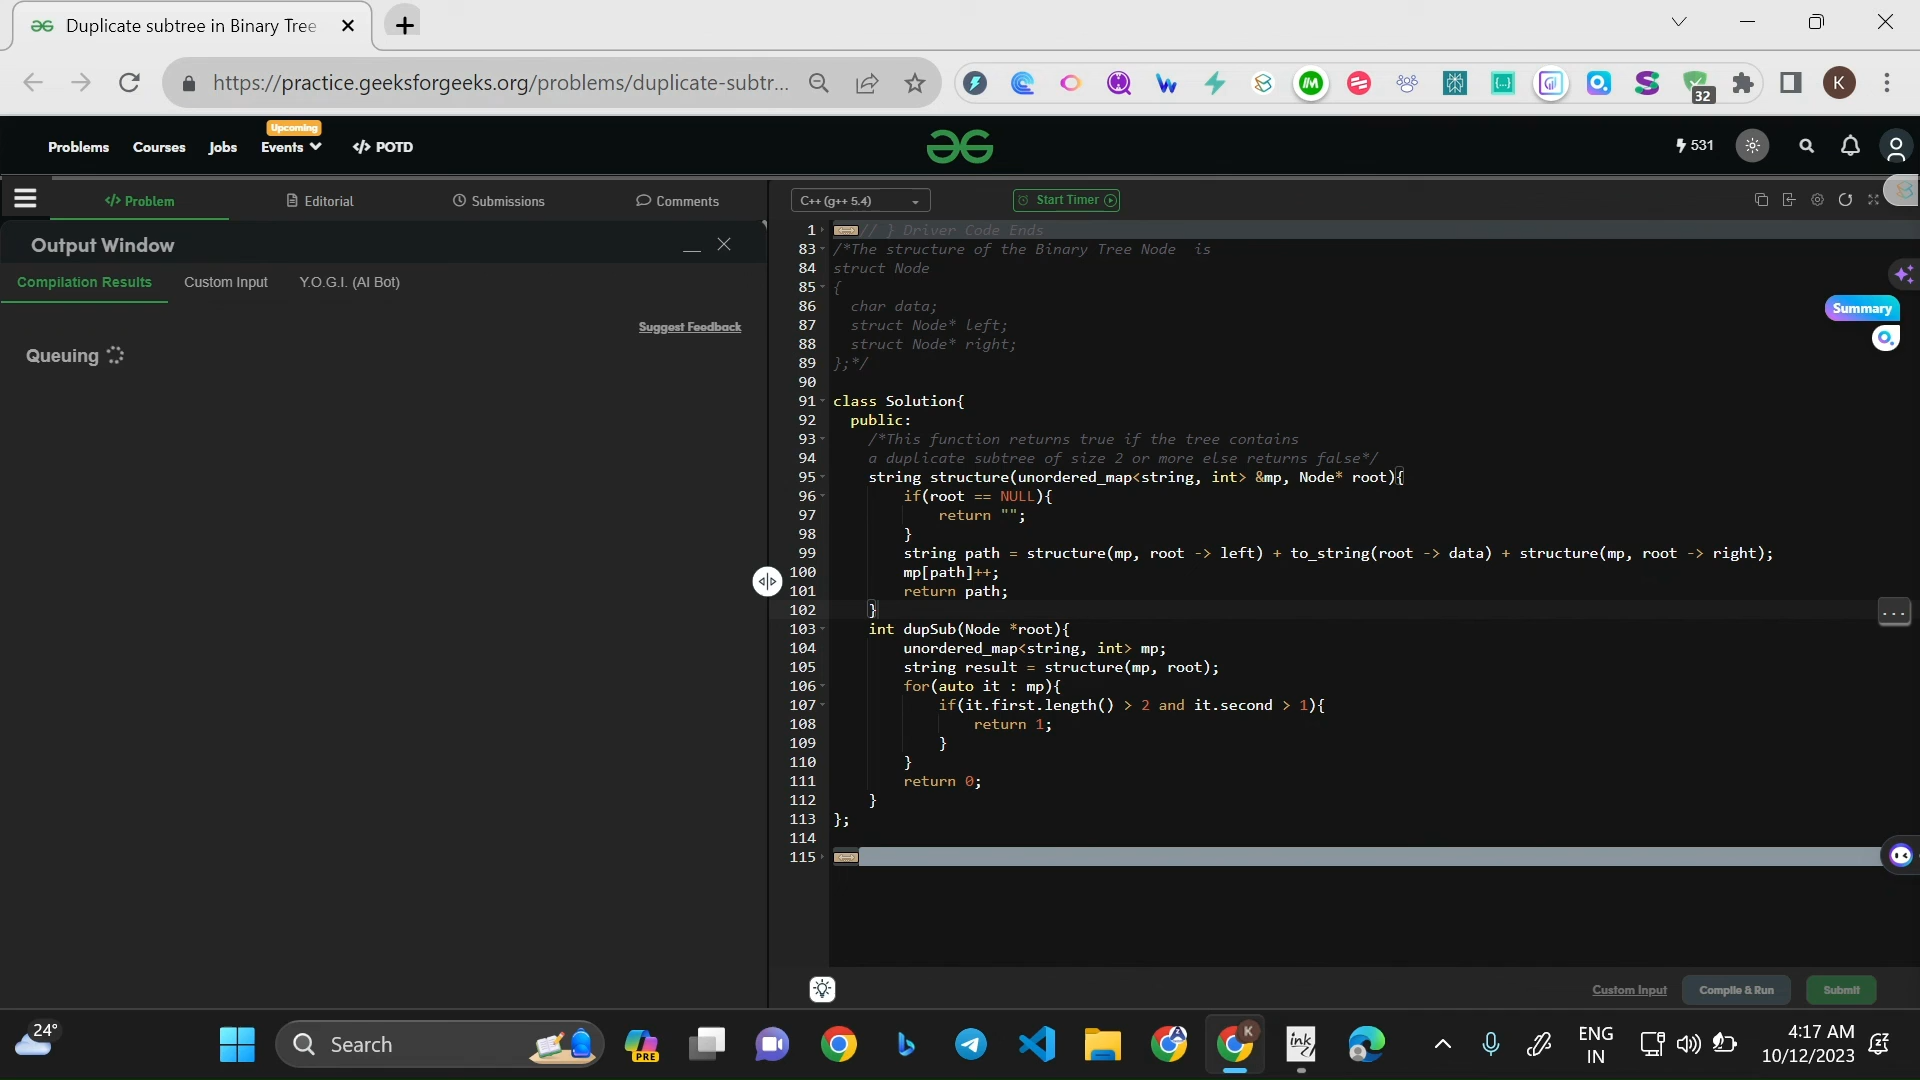 Duplicate subtree in Binary Tree
https://practice.geeksforgeeks.org/problems/duplicate-subtr...
32
K
Problems
Courses
Jobs
Upcoming
Events
</> POTD
531
</> Problem
Editorial
Submissions
Comments
C++ (g++ 5.4)
Start Timer
Output Window
Compilation Results
Custom Input
Y.O.G.I. (AI Bot)
Suggest Feedback
Queuing
Summary
1 // } Driver Code Ends
83 /*The structure of the Binary Tree Node  is
84 struct Node
85 {
86 char data;
87 struct Node* left;
88 struct Node* right;
89 };*/
90
91 class Solution{
92 public:
93 /*This function returns true if the tree contains
94 a duplicate subtree of size 2 or more else returns false*/
95 string structure(unordered_map<string, int> &mp, Node* root){
96 if(root == NULL){
97 return "";
98 }
99 string path = structure(mp, root -> left) + to_string(root -> data) + structure(mp, root -> right);
100 mp[path]++;
101 return path;
102 }
103 int dupSub(Node *root){
104 unordered_map<string, int> mp;
105 string result = structure(mp, root);
106 for(auto it : mp){
107 if(it.first.length() > 2 and it.second > 1){
108 return 1;
109 }
110 }
111 return 0;
112 }
113 };
114
115
...
Custom Input
Compile & Run
Submit
24°
Search
PRE
K
ink
ENG
IN
4:17 AM
10/12/2023